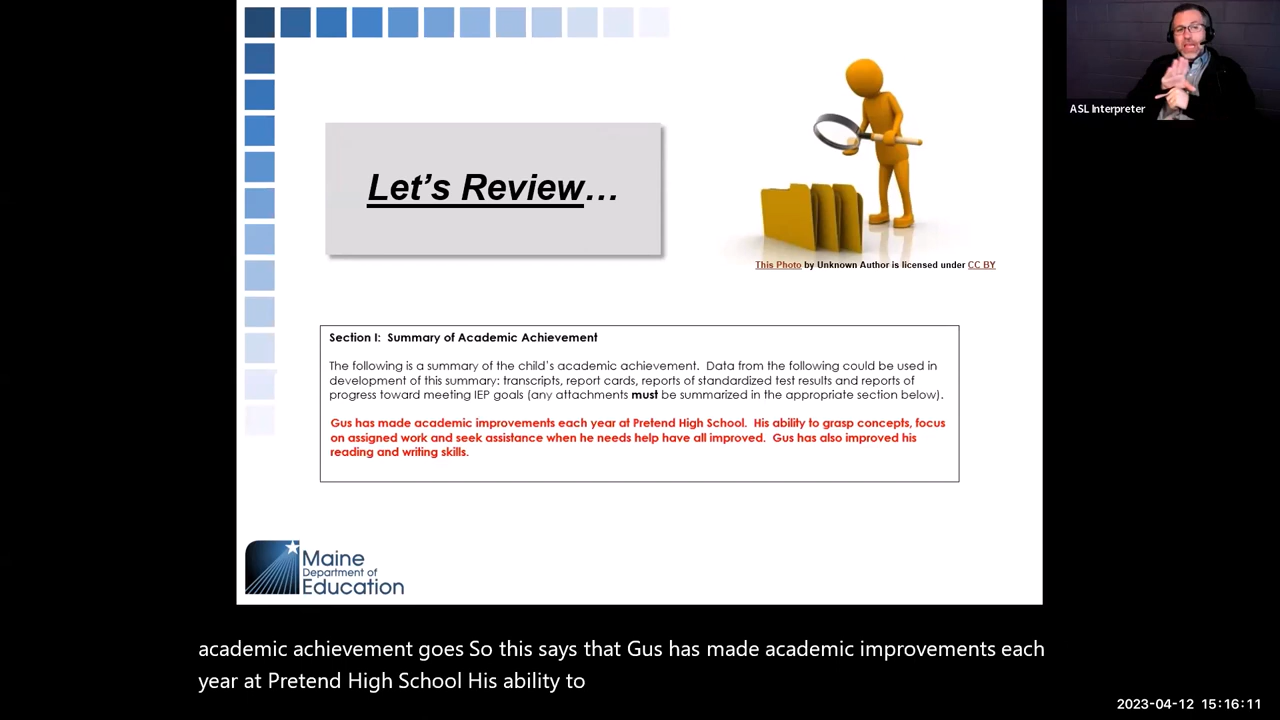 ASL Interpreter
Let's Review...
This Photo by Unknown Author is licensed under CC BY
Section I:  Summary of Academic Achievement
The following is a summary of the child's academic achievement.  Data from the following could be used in
development of this summary: transcripts, report cards, reports of standardized test results and reports of
progress toward meeting IEP goals (any attachments must be summarized in the appropriate section below).
Gus has made academic improvements each year at Pretend High School.  His ability to grasp concepts, focus
on assigned work and seek assistance when he needs help have all improved.  Gus has also improved his
reading and writing skills.
Maine
Department of
Education
academic achievement goes So this says that Gus has made academic improvements each
year at Pretend High School His ability to
2023-04-12 15:16:11